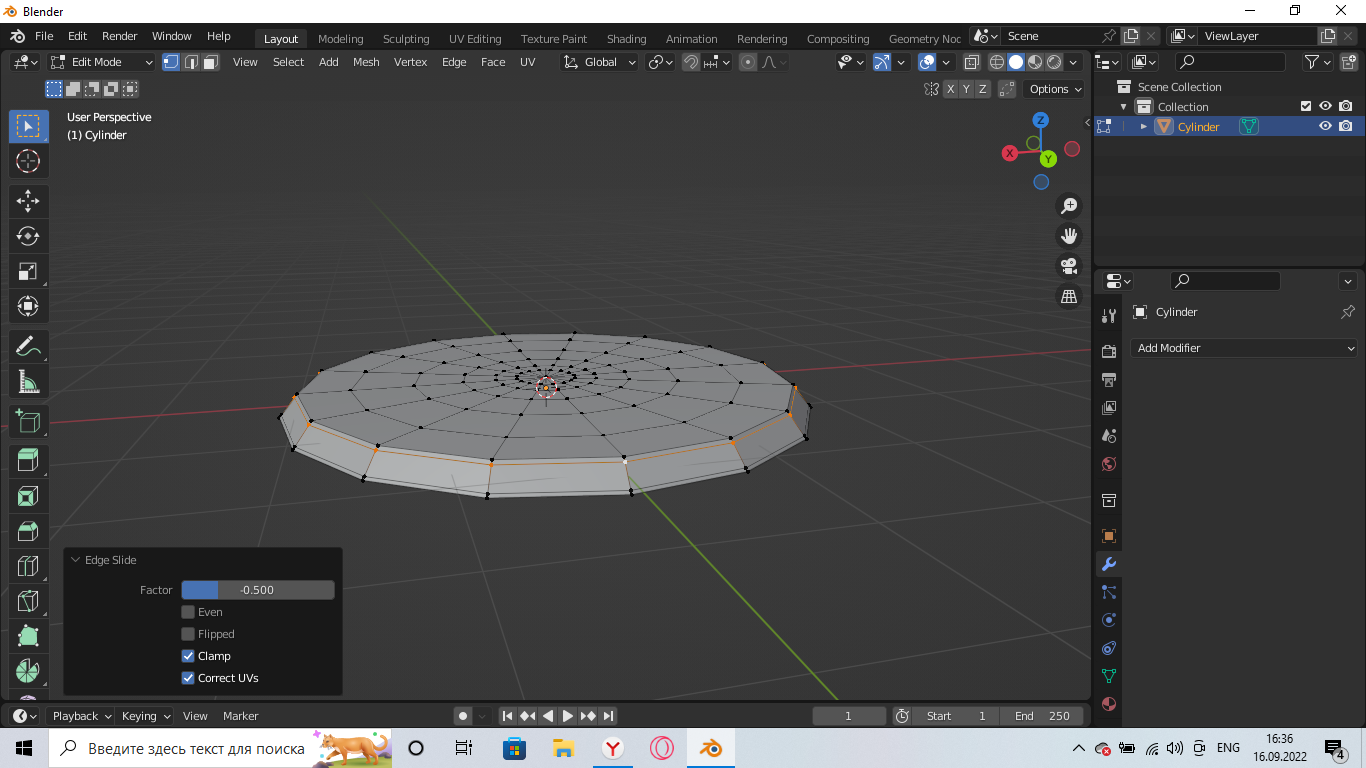 Blender
File Edit Render Window Help Layout Modeling Sculpting UV Editing Texture Paint Shading Animation Rendering Compositing Geometry Noc Scene ViewLayer
Edit Mode View Select Add Mesh Vertex Edge Face UV Global
X Y Z Options
User Perspective
(1) Cylinder
Z
X
Y
Scene Collection
Collection
Cylinder
Cylinder
Add Modifier
Edge Slide
Factor -0.500
Even
Flipped
Clamp
Correct UVs
Playback Keying View Marker 1 Start 1 End 250
Введите здесь текст для поиска
ENG
16:36
16.09.2022
4